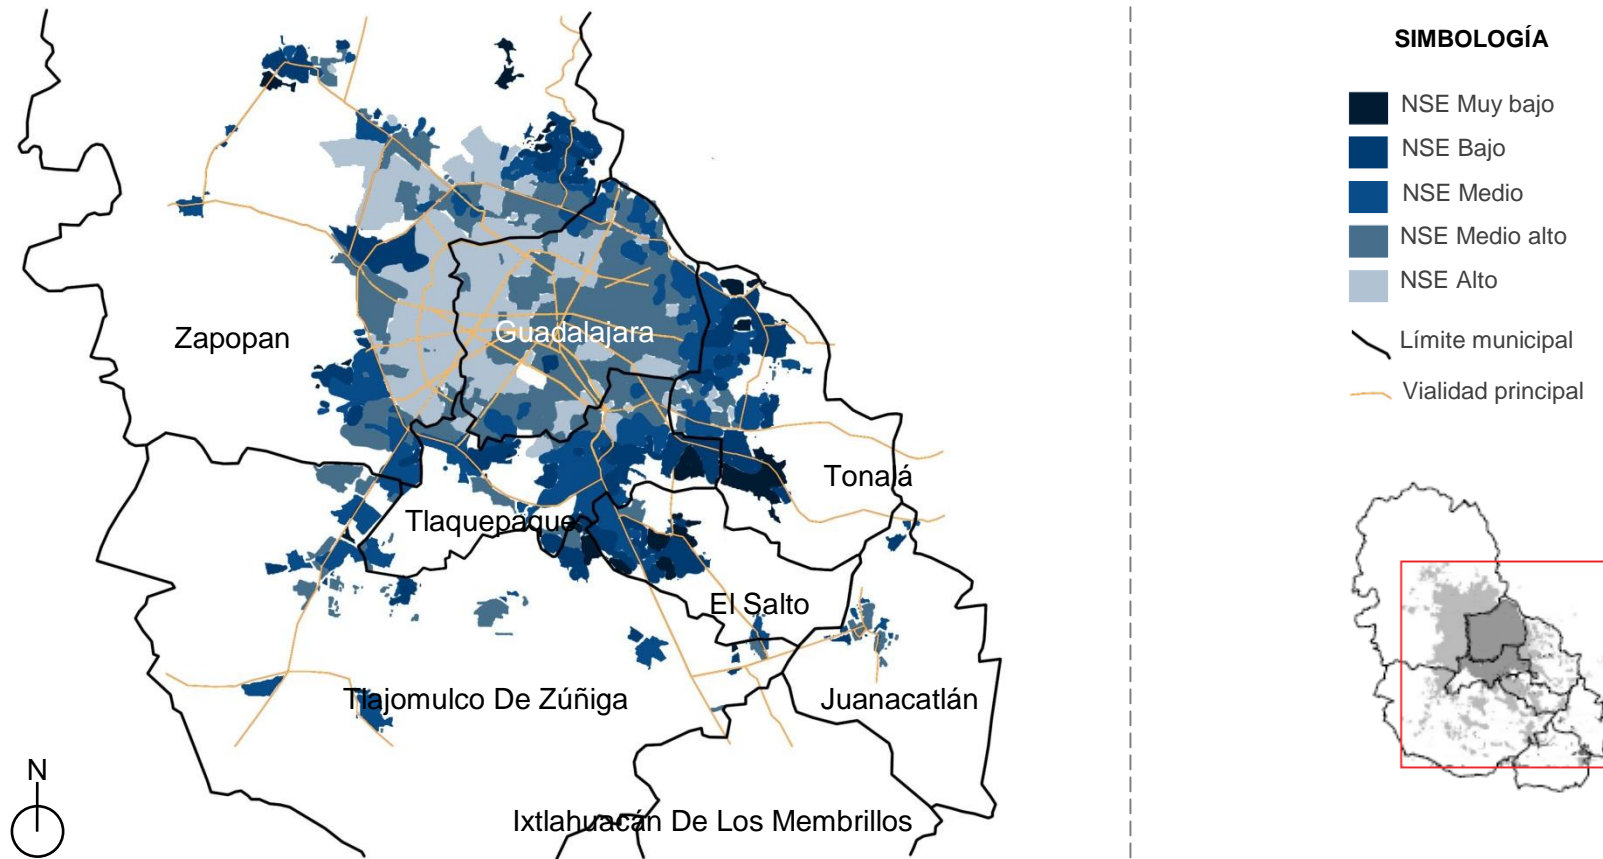 SIMBOLOGÍA
NSE Muy bajo
NSE Bajo
NSE Medio
NSE Medio alto
NSE Alto
Límite municipal
Vialidad principal
Zapopan
Guadalajara
Tonalá
Tlaquepaque
El Salto
Tlajomulco De Zúñiga
Juanacatlán
Ixtlahuacán De Los Membrillos
N